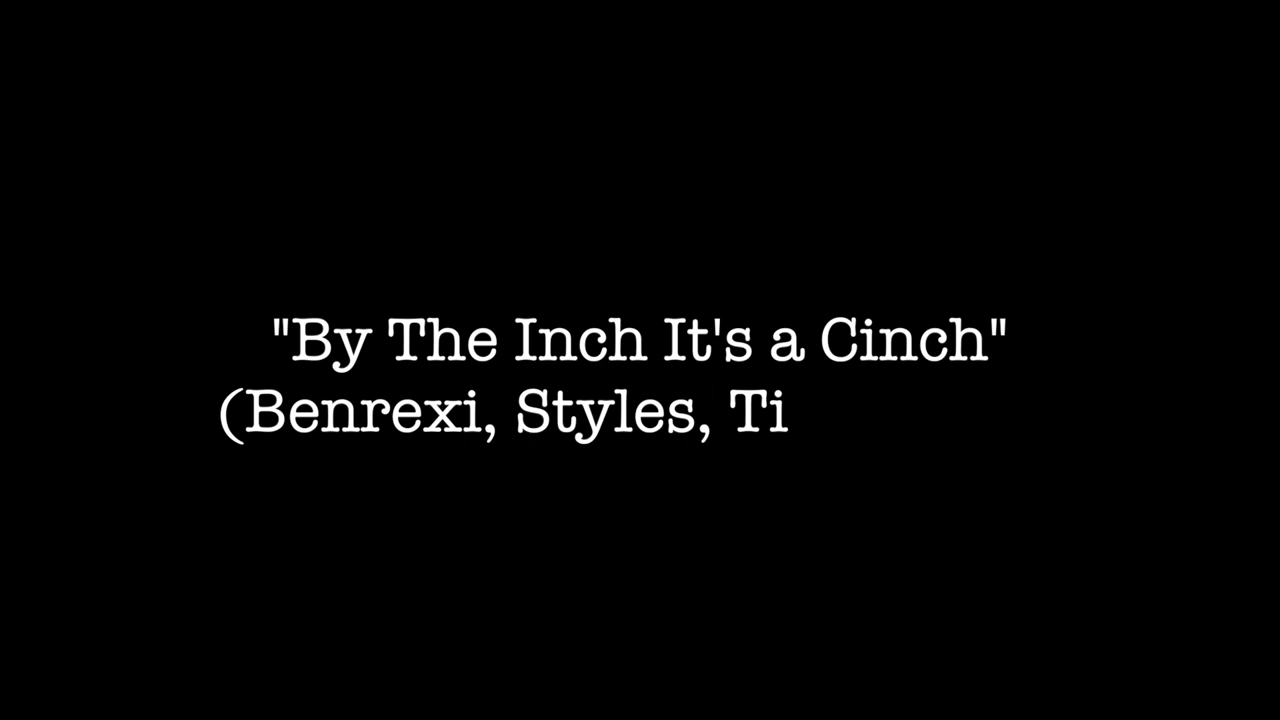 "By The Inch It's a Cinch"
(Benrexi, Styles, Ti